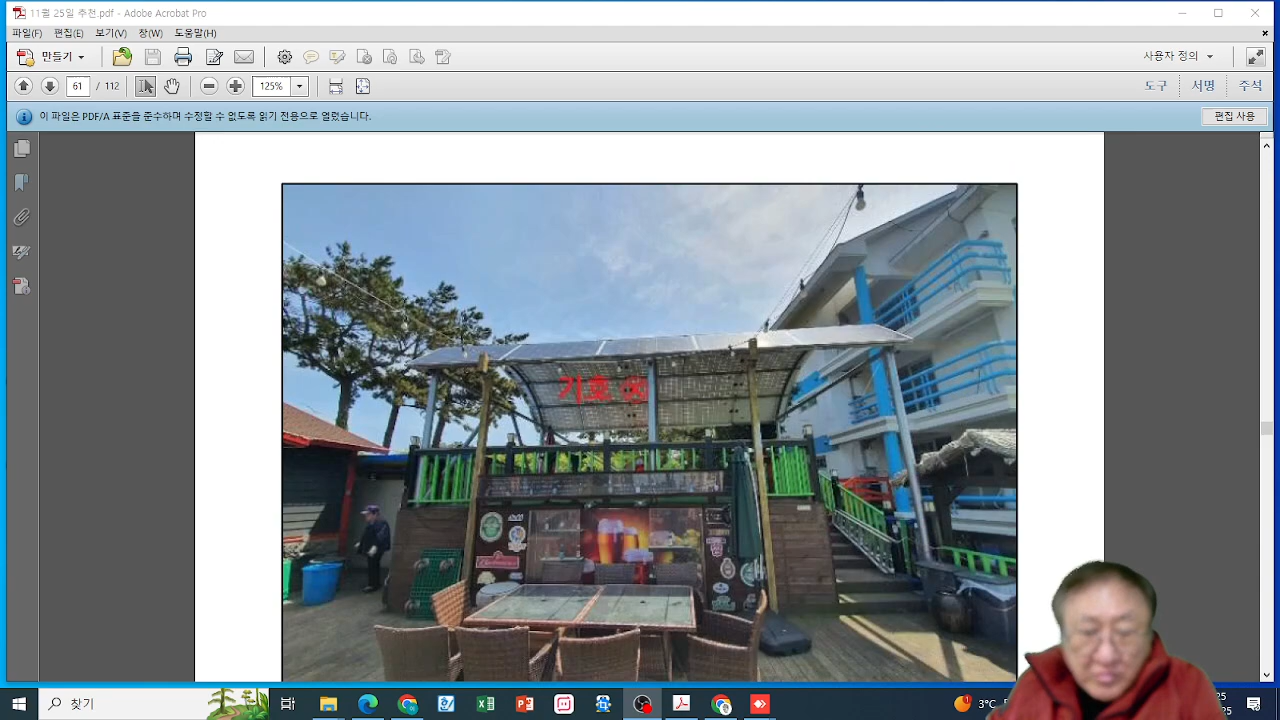 11월 25일 추천.pdf - Adobe Acrobat Pro
파일(F) 편집(E) 보기(V) 창(W) 도움말(H)
만들기
사용자 정의
61 / 112
125%
도구 서명 주석
이 파일은 PDF/A 표준을 준수하며 수정할 수 없도록 읽기 전용으로 열렸습니다.
편집 사용
기호 ㉧
찾기
1
3°C
25
25